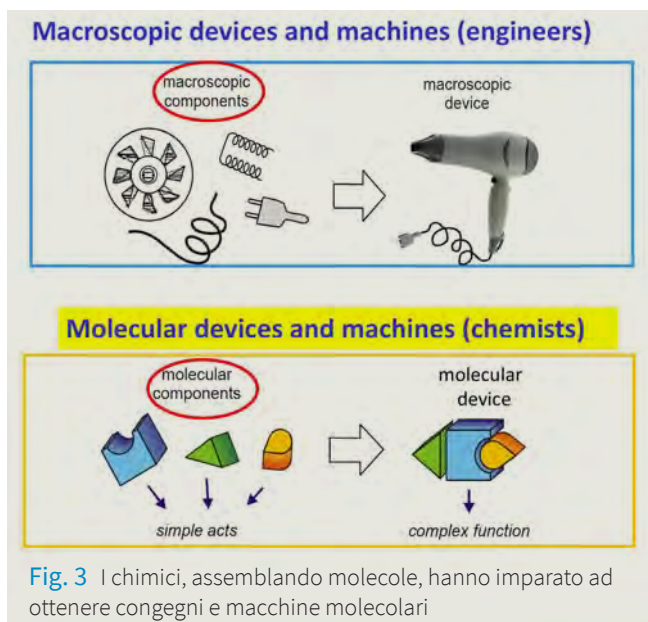 Macroscopic devices and machines (engineers)
macroscopic
components
macroscopic
device
Molecular devices and machines (chemists)
molecular
components
molecular
device
simple acts
complex function
Fig. 3 I chimici, assemblando molecole, hanno imparato ad
ottenere congegni e macchine molecolari